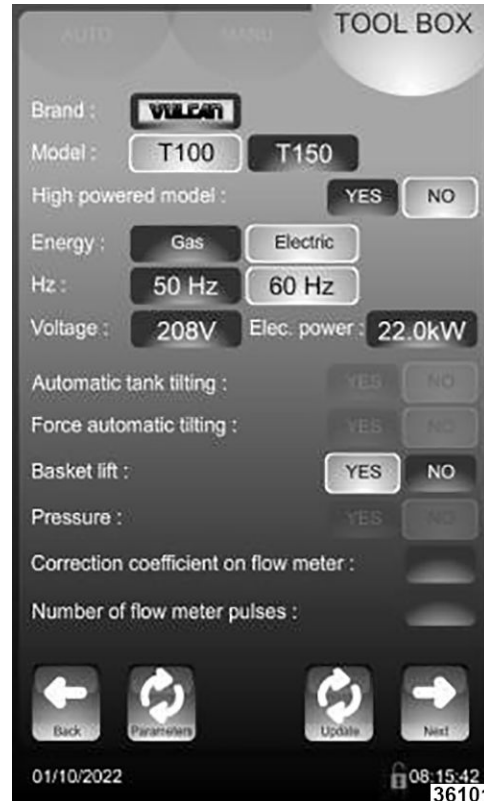 AUTO MANU TOOL BOX
Brand : VULCAN
Model : T100 T150
High powered model : YES NO
Energy : Gas Electric
Hz : 50 Hz 60 Hz
Voltage : 208V Elec. power : 22.0kW
Automatic tank tilting : YES NO
Force automatic tilting : YES NO
Basket lift : YES NO
Pressure : YES NO
Correction coefficient on flow meter :
Number of flow meter pulses :
Back Parameters Update Next
01/10/2022 08:15:42
36101